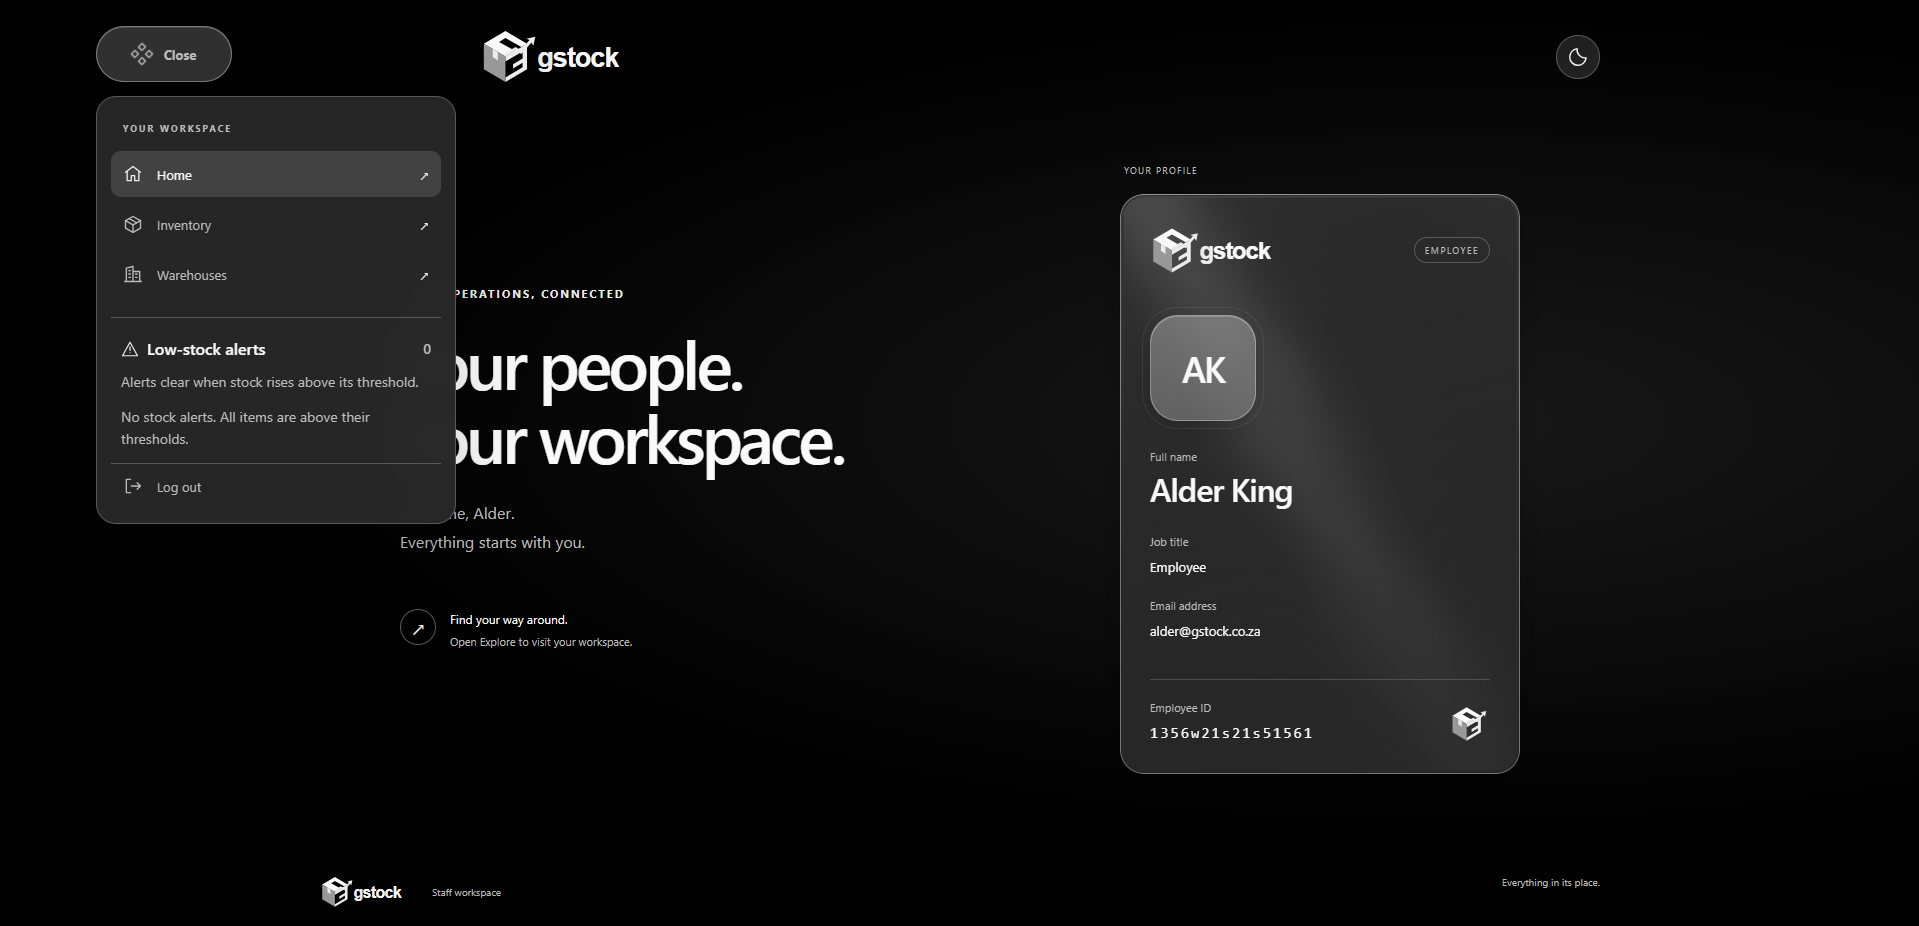 Close
gstock
YOUR WORKSPACE
Home
Inventory
Warehouses
Low-stock alerts 0
Alerts clear when stock rises above its threshold.
No stock alerts. All items are above their
thresholds.
Log out
PERATIONS, CONNECTED
our people.
our workspace.
e, Alder.
Everything starts with you.
Find your way around.
Open Explore to visit your workspace.
YOUR PROFILE
gstock
EMPLOYEE
AK
Full name
Alder King
Job title
Employee
Email address
alder@gstock.co.za
Employee ID
1356w21s21s51561
gstock
Staff workspace
Everything in its place.